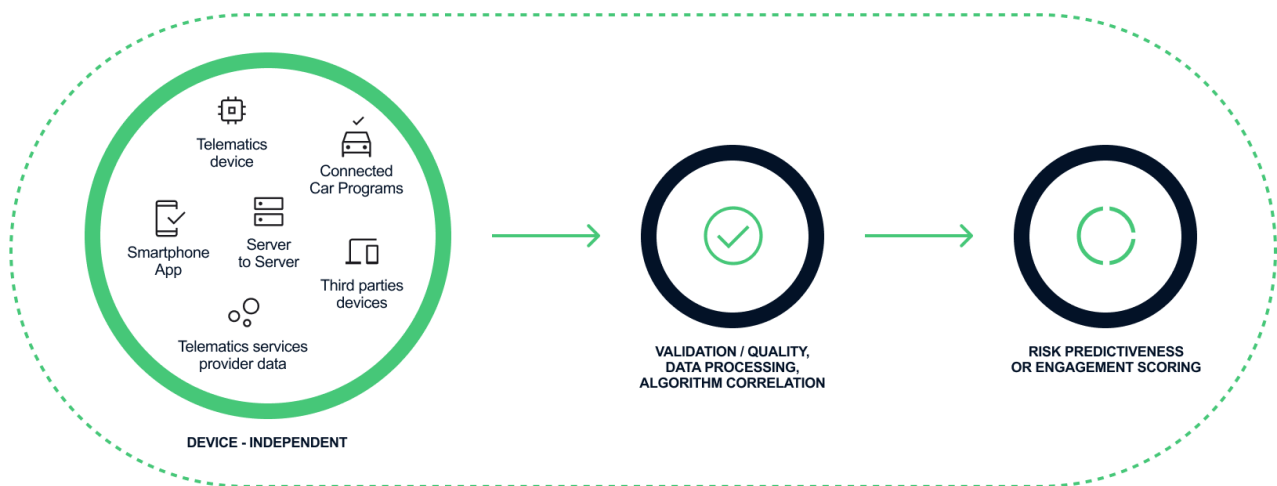 Telematics
device
Connected
Car Programs
Smartphone
App
Server
to Server
Third parties
devices
Telematics services
provider data
DEVICE - INDEPENDENT
VALIDATION / QUALITY,
DATA PROCESSING,
ALGORITHM CORRELATION
RISK PREDICTIVENESS
OR ENGAGEMENT SCORING